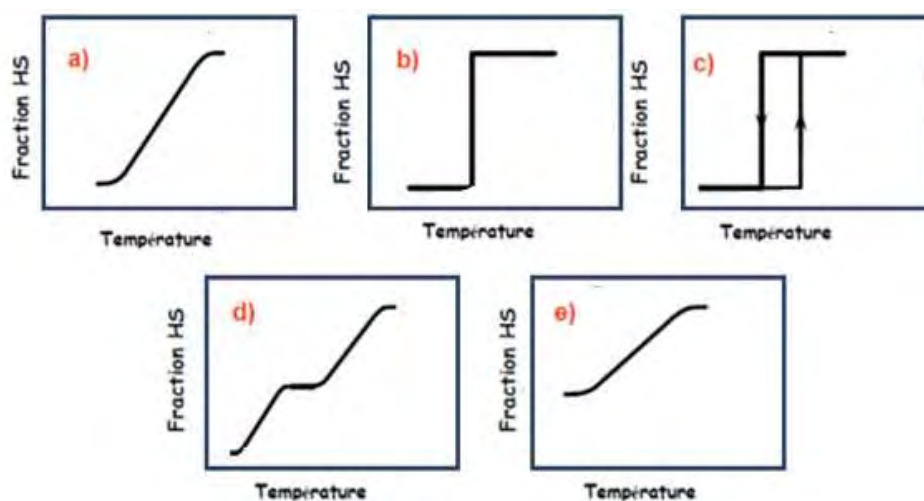 a)
Fraction HS
Température
b)
Fraction HS
Température
c)
Fraction HS
Température
d)
Fraction HS
Température
e)
Fraction HS
Température